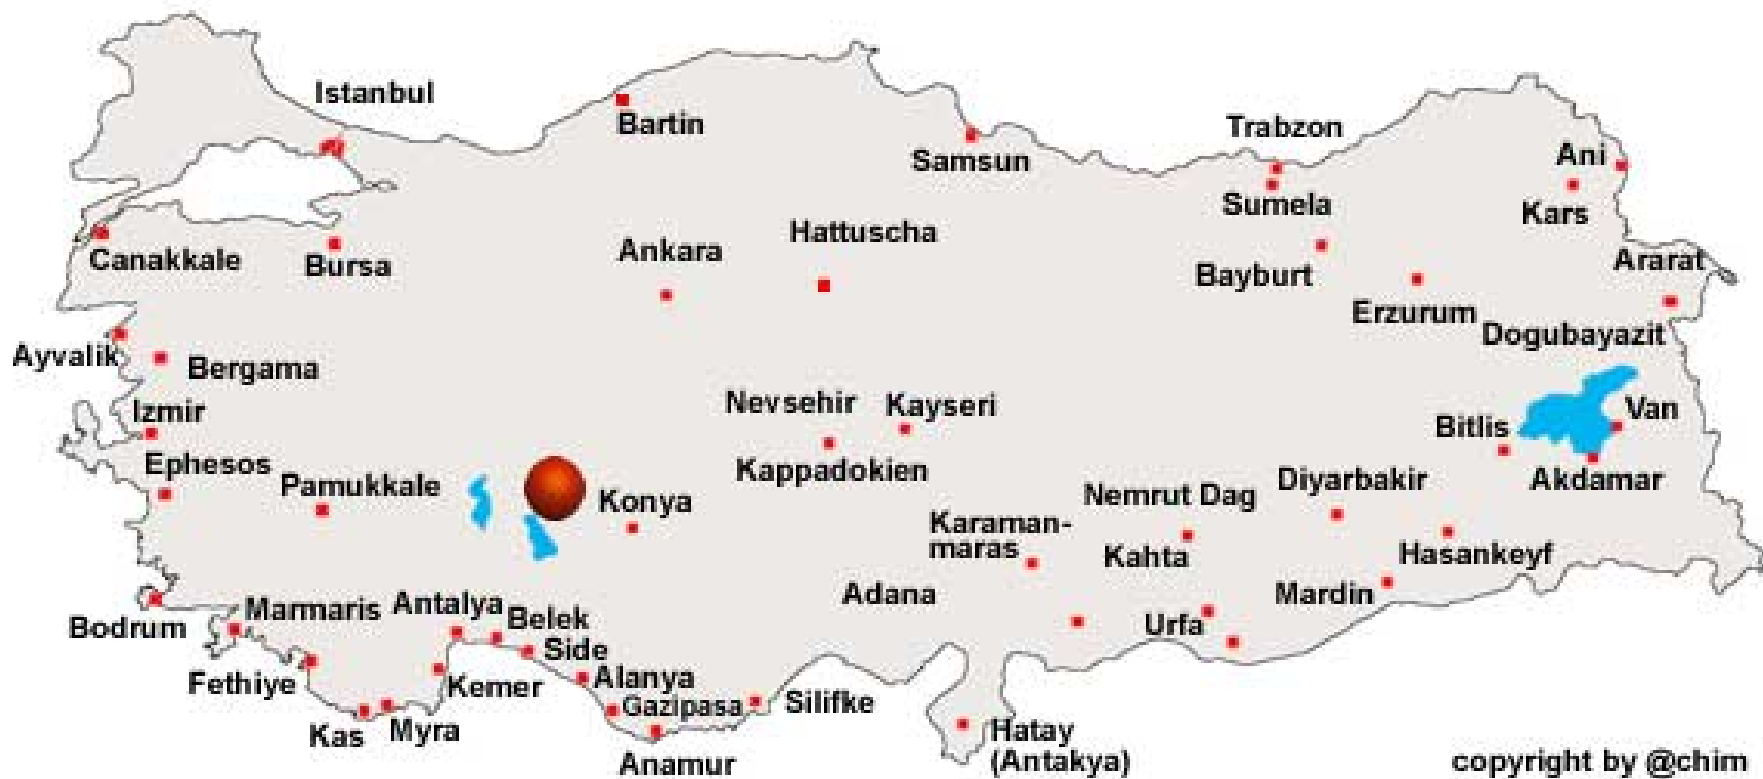 Istanbul
Bartin
Trabzon
Samsun
Ani
Sumela
Kars
Hattuscha
Ankara
Canakkale
Bursa
Ararat
Bayburt
Erzurum
Dogubayazit
Ayvalik
Bergama
Izmir
Nevsehir
Kayseri
Van
Bitlis
Ephesos
Kappadokien
Pamukkale
Diyarbakir
Akdamar
Konya
Nemrut Dag
Karaman-
maras
Kahta
Hasankeyf
Adana
Mardin
Marmaris
Antalya
Belek
Bodrum
Urfa
Side
Fethiye
Kemer
Alanya
Gazipasa
Silifke
Kas
Myra
Hatay
(Antakya)
Anamur
copyright by @chim